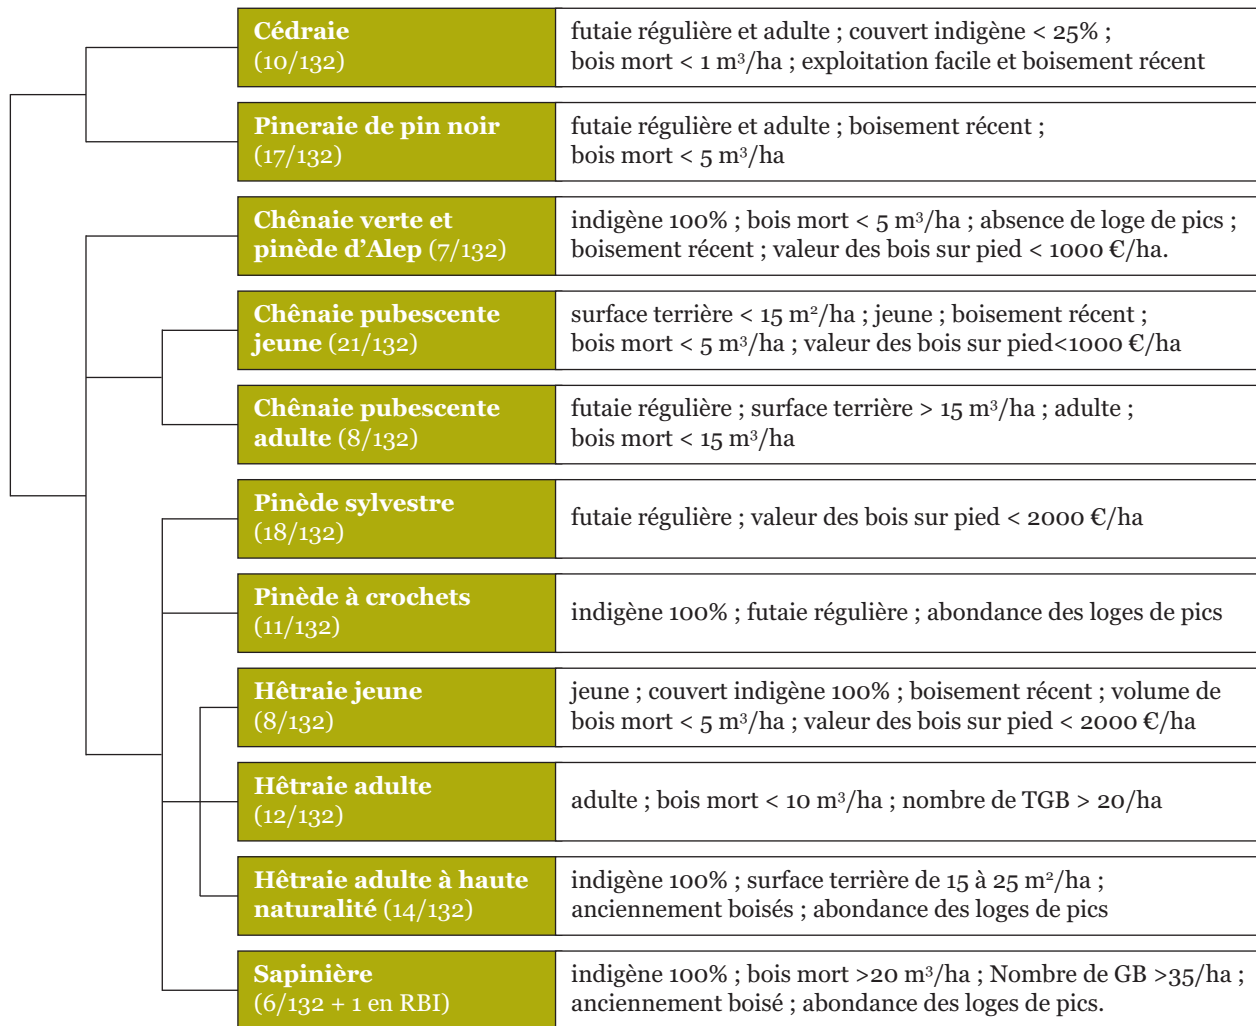 Cédraie
(10/132)
futaie régulière et adulte ; couvert indigène < 25% ;
bois mort < 1 m³/ha ; exploitation facile et boisement récent
Pineraie de pin noir
(17/132)
futaie régulière et adulte ; boisement récent ;
bois mort < 5 m³/ha
Chênaie verte et
pinède d’Alep (7/132)
indigène 100% ; bois mort < 5 m³/ha ; absence de loge de pics ;
boisement récent ; valeur des bois sur pied < 1000 €/ha.
Chênaie pubescente
jeune (21/132)
surface terrière < 15 m²/ha ; jeune ; boisement récent ;
bois mort < 5 m³/ha ; valeur des bois sur pied<1000 €/ha
Chênaie pubescente
adulte (8/132)
futaie régulière ; surface terrière > 15 m³/ha ; adulte ;
bois mort < 15 m³/ha
Pinède sylvestre
(18/132)
futaie régulière ; valeur des bois sur pied < 2000 €/ha
Pinède à crochets
(11/132)
indigène 100% ; futaie régulière ; abondance des loges de pics
Hêtraie jeune
(8/132)
jeune ; couvert indigène 100% ; boisement récent ; volume de
bois mort < 5 m³/ha ; valeur des bois sur pied < 2000 €/ha
Hêtraie adulte
(12/132)
adulte ; bois mort < 10 m³/ha ; nombre de TGB > 20/ha
Hêtraie adulte à haute
naturalité (14/132)
indigène 100% ; surface terrière de 15 à 25 m²/ha ;
anciennement boisés ; abondance des loges de pics
Sapinière
(6/132 + 1 en RBI)
indigène 100% ; bois mort >20 m³/ha ; Nombre de GB >35/ha ;
anciennement boisé ; abondance des loges de pics.